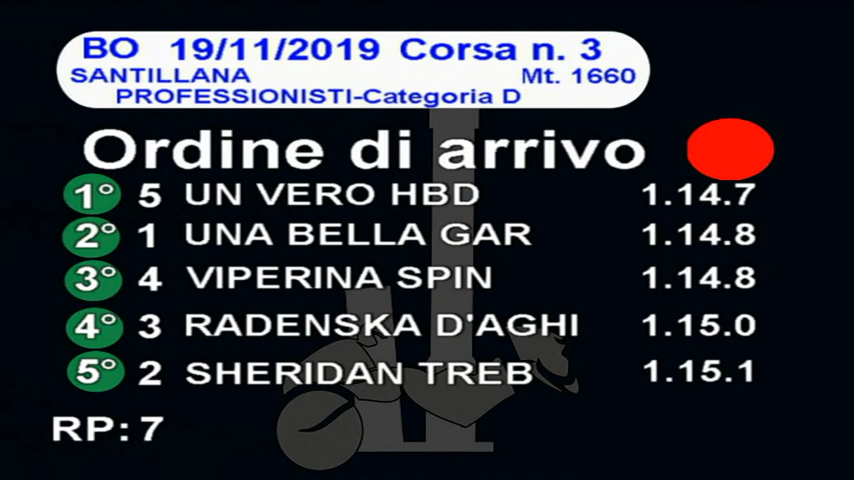 BO 19/11/2019 Corsa n. 3
SANTILLANA Mt. 1660
PROFESSIONISTI-Categoria D
Ordine di arrivo
1° 5 UN VERO HBD 1.14.7
2° 1 UNA BELLA GAR 1.14.8
3° 4 VIPERINA SPIN 1.14.8
4° 3 RADENSKA D'AGHI 1.15.0
5° 2 SHERIDAN TREB 1.15.1
RP: 7